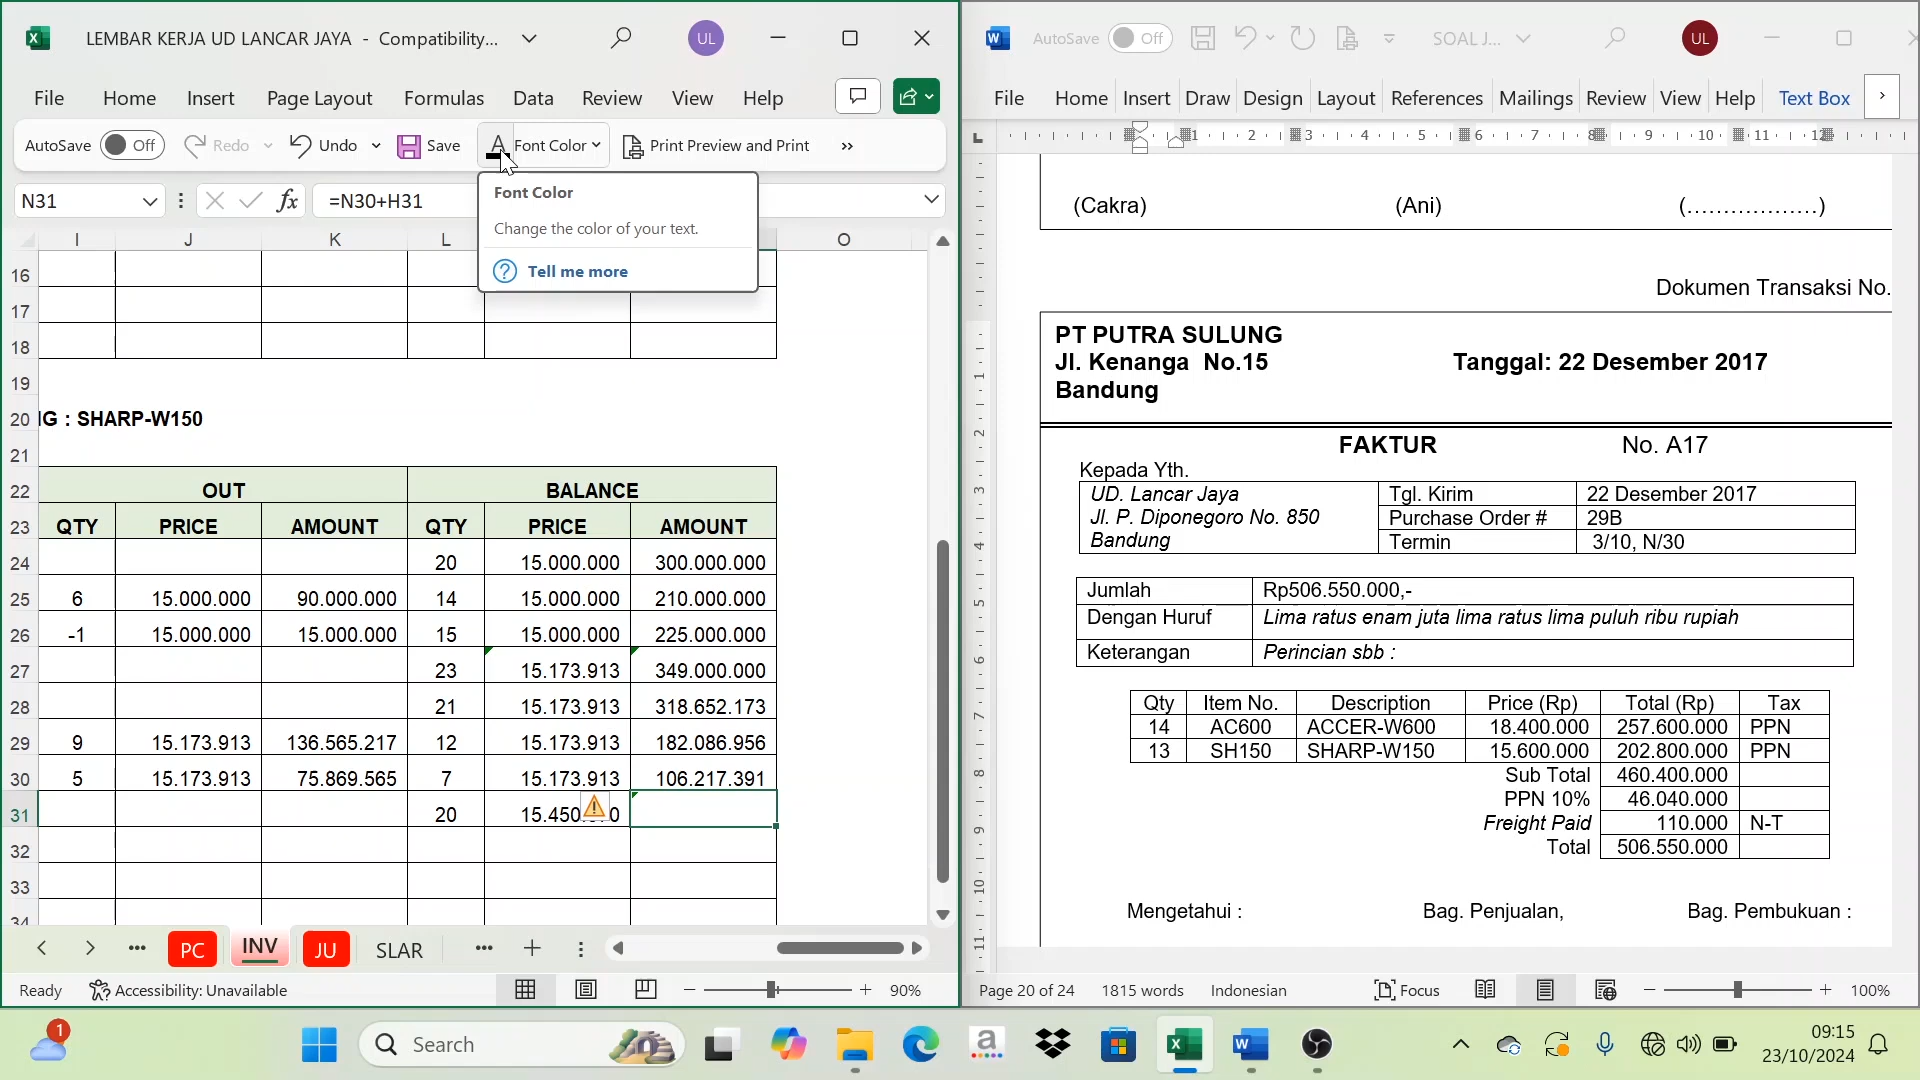 LEMBAR KERJA UD LANCAR JAYA - Compatibility...
UL
File Home Insert Page Layout Formulas Data Review View Help
AutoSave Off Redo Undo Save Font Color Print Preview and Print »
N31 fx =N30+H31
Font Color
Change the color of your text.
Tell me more
I J K L O
16
17
18
19
20 IG : SHARP-W150
21
22 OUT BALANCE
23 QTY PRICE AMOUNT QTY PRICE AMOUNT
24 20 15.000.000 300.000.000
25 6 15.000.000 90.000.000 14 15.000.000 210.000.000
26 -1 15.000.000 15.000.000 15 15.000.000 225.000.000
27 23 15.173.913 349.000.000
28 21 15.173.913 318.652.173
29 9 15.173.913 136.565.217 12 15.173.913 182.086.956
30 5 15.173.913 75.869.565 7 15.173.913 106.217.391
31 20
32
33
34
PC INV JU SLAR
Ready Accessibility: Unavailable 90%
AutoSave Off SOAL J... UL
File Home Insert Draw Design Layout References Mailings Review View Help Text Box
(Cakra) (Ani) (………………)
Dokumen Transaksi No.
PT PUTRA SULUNG
Jl. Kenanga No.15 Tanggal: 22 Desember 2017
Bandung
FAKTUR No. A17
Kepada Yth.
UD. Lancar Jaya Tgl. Kirim 22 Desember 2017
Jl. P. Diponegoro No. 850 Purchase Order # 29B
Bandung Termin 3/10, N/30
Jumlah Rp506.550.000,-
Dengan Huruf Lima ratus enam juta lima ratus lima puluh ribu rupiah
Keterangan Perincian sbb :
Qty Item No. Description Price (Rp) Total (Rp) Tax
14 AC600 ACCER-W600 18.400.000 257.600.000 PPN
13 SH150 SHARP-W150 15.600.000 202.800.000 PPN
Sub Total 460.400.000
PPN 10% 46.040.000
Freight Paid 110.000 N-T
Total 506.550.000
Mengetahui : Bag. Penjualan, Bag. Pembukuan :
Page 20 of 24 1815 words Indonesian Focus 100%
1 Search 09:15
23/10/2024